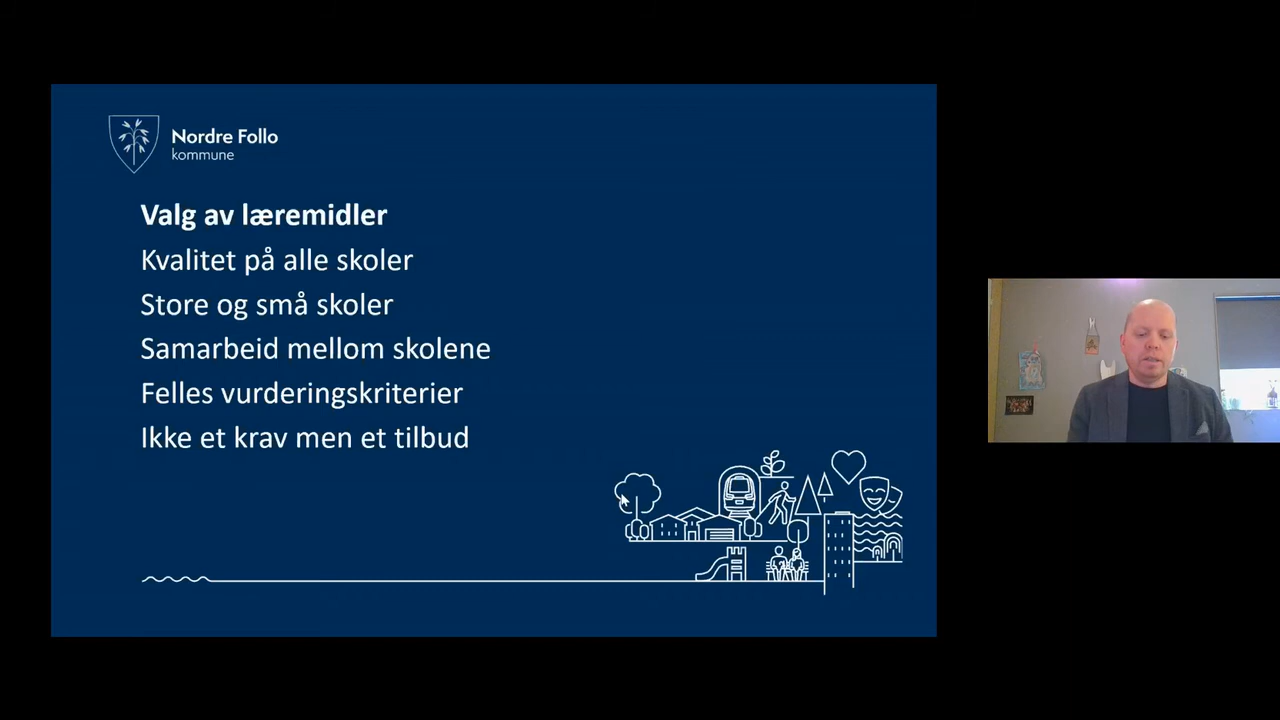 Nordre Follo
kommune
Valg av læremidler
Kvalitet på alle skoler
Store og små skoler
Samarbeid mellom skolene
Felles vurderingskriterier
Ikke et krav men et tilbud